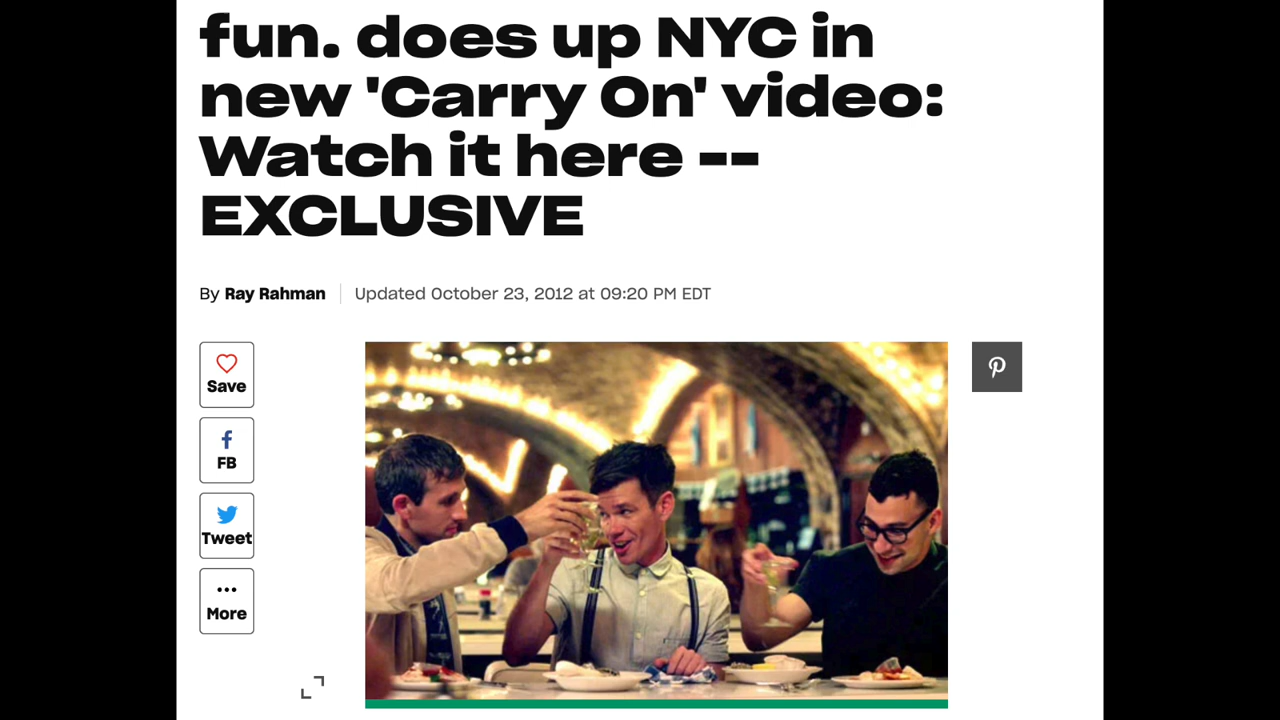 fun. does up NYC in
new 'Carry On' video:
Watch it here --
EXCLUSIVE
By Ray Rahman
Updated October 23, 2012 at 09:20 PM EDT
Save
FB
Tweet
More